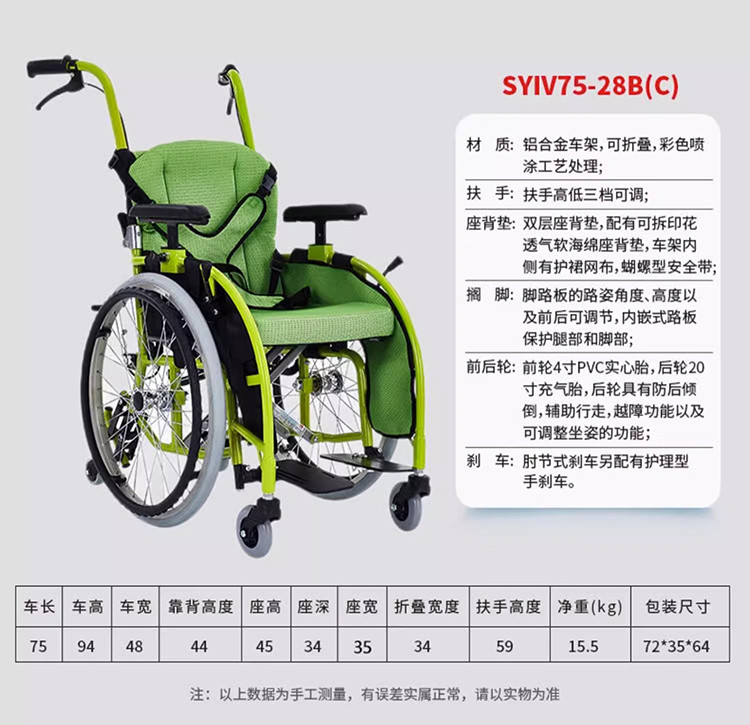 SYIV75-28B(C)
材 质: 铝合金车架,可折叠,彩色喷
涂工艺处理;
扶 手: 扶手高低三档可调;
座背垫: 双层座背垫,配有可拆印花
透气软海绵座背垫,车架内
侧有护裙网布,蝴螺型安全带;
搁 脚: 脚路板的路姿角度、高度以
及前后可调节,内嵌式路板
保护腿部和脚部;
前后轮: 前轮4寸PVC实心胎,后轮20
寸充气胎,后轮具有防后倾
倒,辅助行走,越障功能以及
可调整坐姿的功能;
刹 车: 肘节式刹车另配有护理型
手刹车。
车长 车高 车宽 靠背高度 座高 座深 座宽 折叠宽度 扶手高度 净重(kg) 包装尺寸
75 94 48 44 45 34 35 34 59 15.5 72*35*64
注:以上数据为手工测量,有误差实属正常,请以实物为准